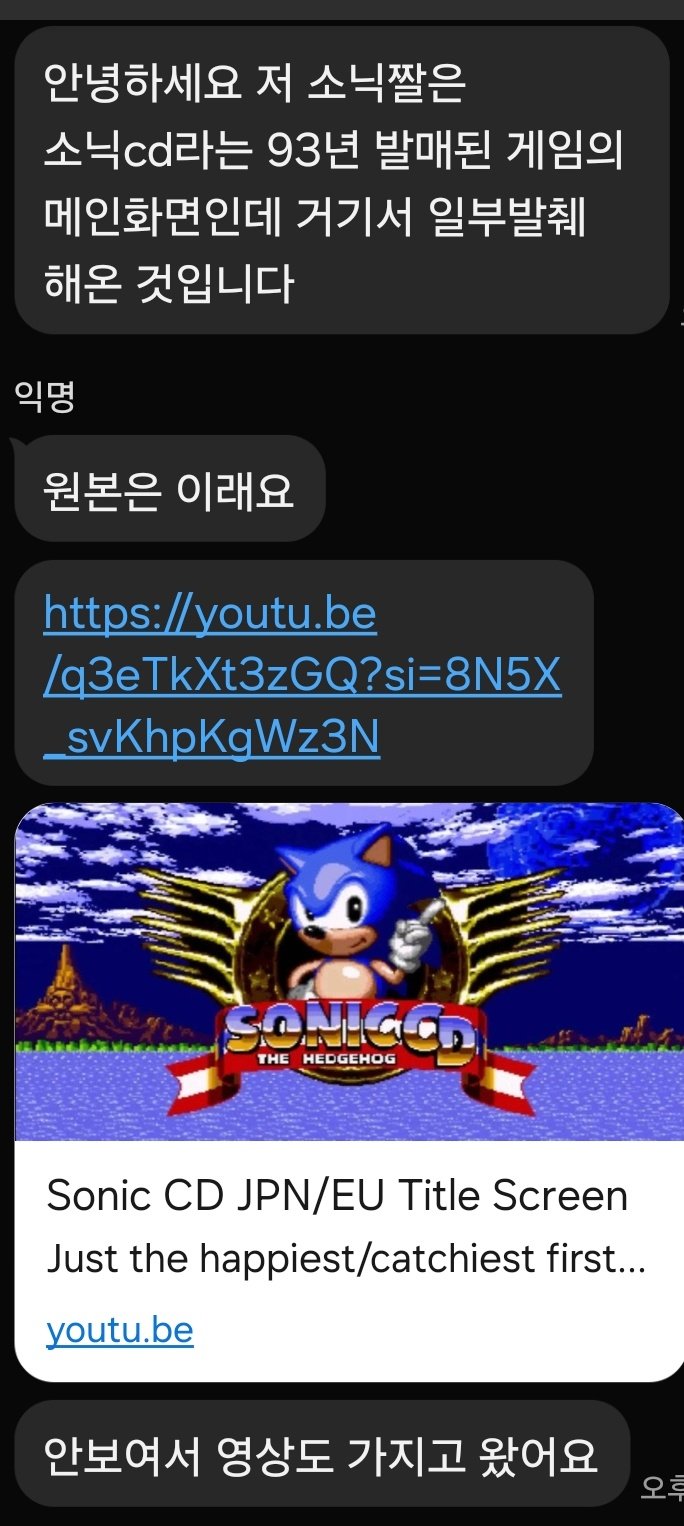 안녕하세요 저 소닉짤은
소닉cd라는 93년 발매된 게임의
메인화면인데 거기서 일부발췌
해온 것입니다
익명
원본은 이래요
https://youtu.be
/q3eTkXt3zGQ?si=8N5X
_svKhpKgWz3N
SONIC CD
THE HEDGEHOG
Sonic CD JPN/EU Title Screen
Just the happiest/catchiest first...
youtu.be
안보여서 영상도 가지고 왔어요
오후